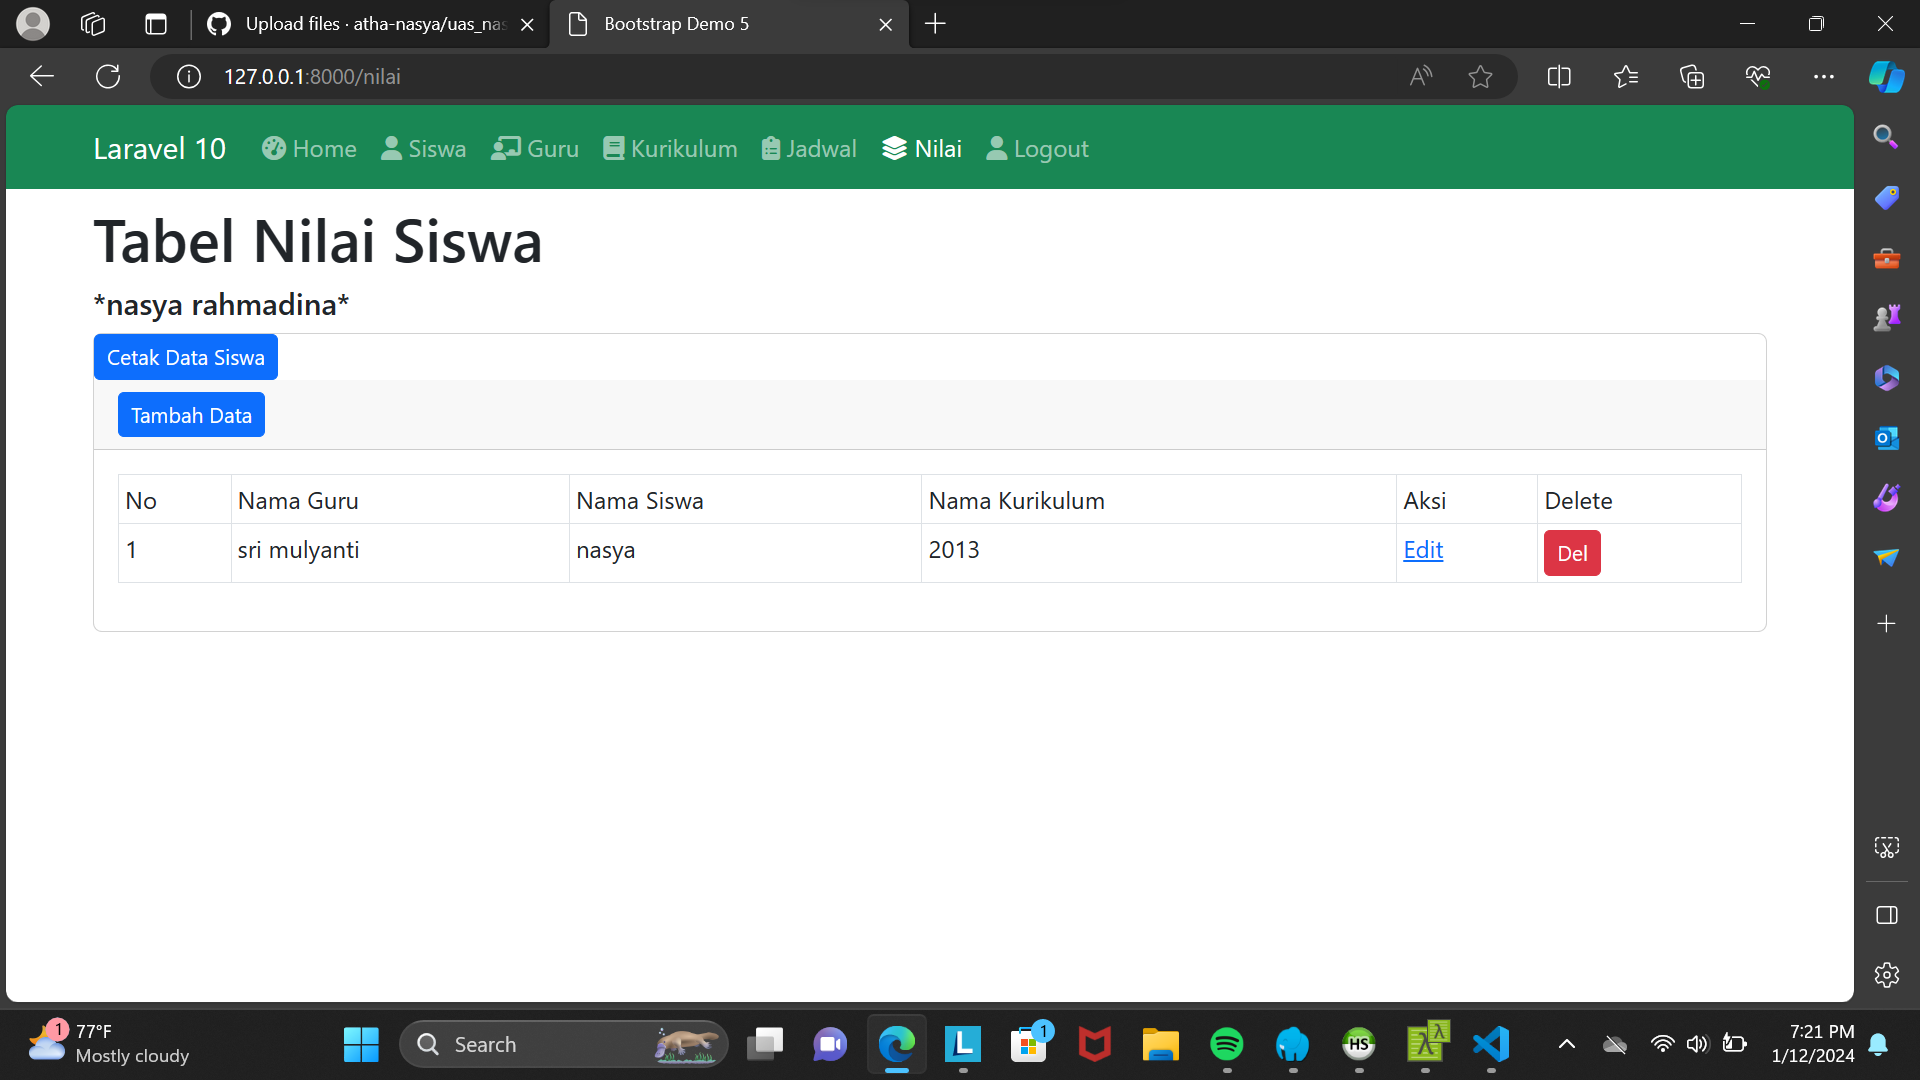 Upload files · atha-nasya/uas_nas
Bootstrap Demo 5
127.0.0.1:8000/nilai
Laravel 10 Home Siswa Guru Kurikulum Jadwal Nilai Logout
Tabel Nilai Siswa
*nasya rahmadina*
Cetak Data Siswa
Tambah Data
No Nama Guru Nama Siswa Nama Kurikulum Aksi Delete
1 sri mulyanti nasya 2013 Edit Del
1
77°F
Mostly cloudy
Search
L
1
HS
7:21 PM
1/12/2024